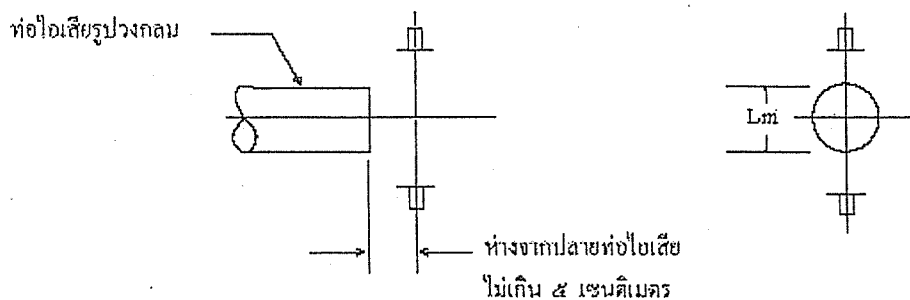 ท่อไอเสียรูปวงกลม
Lm
ห่างจากปลายท่อไอเสีย
ไม่เกิน ๕ เซนติเมตร